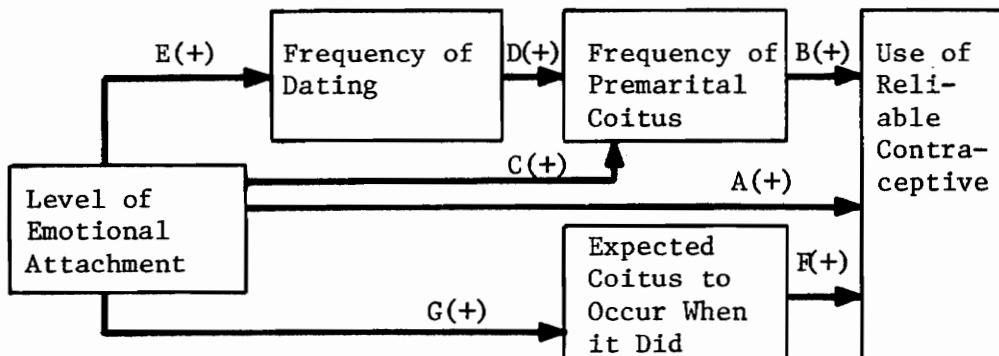 E(+)
Frequency of
Dating
D(+)
Frequency of
Premarital
Coitus
B(+)
Use of
Reli-
able
Contra-
ceptive
C(+)
A(+)
Level of
Emotional
Attachment
Expected
Coitus to
Occur When
it Did
F(+)
G(+)